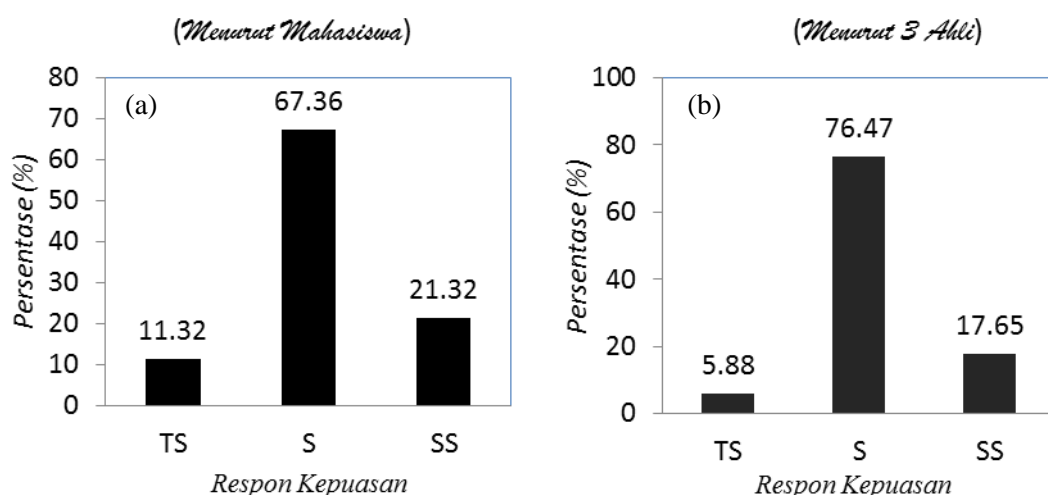 (Menurut Mahasiswa)
(a)
Persentase (%)
80
70
60
50
40
30
20
10
0
11.32
67.36
21.32
TS
S
SS
Respon Kepuasan
(Menurut 3 Ahli)
(b)
Persentase (%)
100
80
60
40
20
0
5.88
76.47
17.65
TS
S
SS
Respon Kepuasan